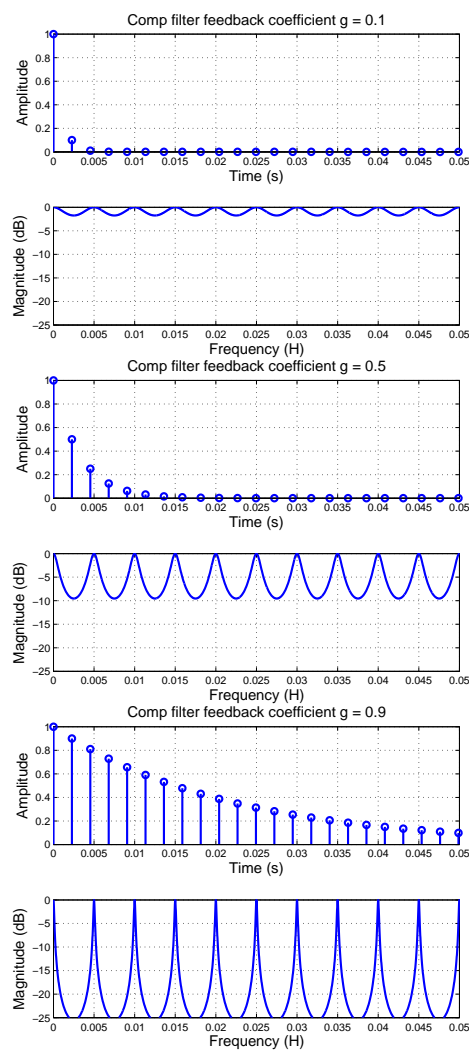 Comp filter feedback coefficient g = 0.1
1
0.8
0.6
0.4
0.2
0
Amplitude
0 0.005 0.01 0.015 0.02 0.025 0.03 0.035 0.04 0.045 0.05
Time (s)
0
−5
−10
−15
−20
−25
Magnitude (dB)
0 0.005 0.01 0.015 0.02 0.025 0.03 0.035 0.04 0.045 0.05
Frequency (H)
Comp filter feedback coefficient g = 0.5
1
0.8
0.6
0.4
0.2
0
Amplitude
0 0.005 0.01 0.015 0.02 0.025 0.03 0.035 0.04 0.045 0.05
Time (s)
0
−5
−10
−15
−20
−25
Magnitude (dB)
0 0.005 0.01 0.015 0.02 0.025 0.03 0.035 0.04 0.045 0.05
Frequency (H)
Comp filter feedback coefficient g = 0.9
1
0.8
0.6
0.4
0.2
0
Amplitude
0 0.005 0.01 0.015 0.02 0.025 0.03 0.035 0.04 0.045 0.05
Time (s)
0
−5
−10
−15
−20
−25
Magnitude (dB)
0 0.005 0.01 0.015 0.02 0.025 0.03 0.035 0.04 0.045 0.05
Frequency (H)